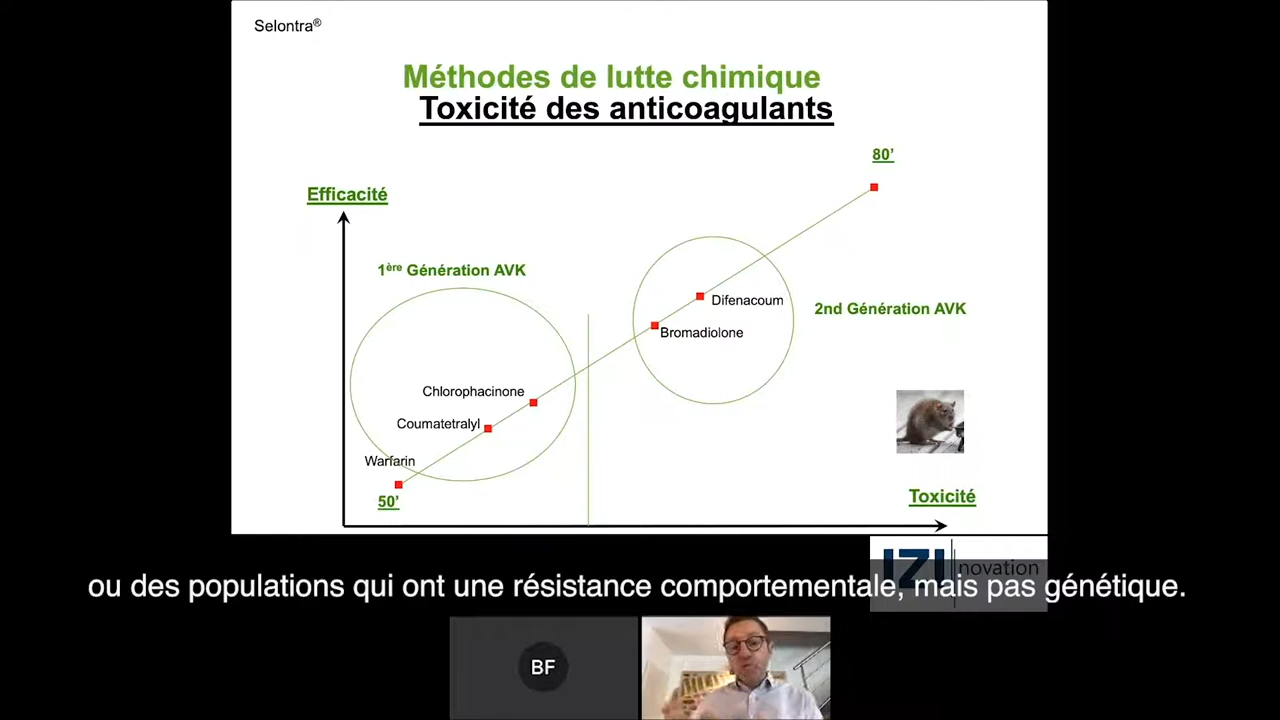 Selontra®
Méthodes de lutte chimique
Toxicité des anticoagulants
80’
Efficacité
1ère Génération AVK
Difenacoum
2nd Génération AVK
Bromadiolone
Chlorophacinone
Coumatetralyl
Warfarin
50’
Toxicité
IZI novation
ou des populations qui ont une résistance comportementale, mais pas génétique.
BF